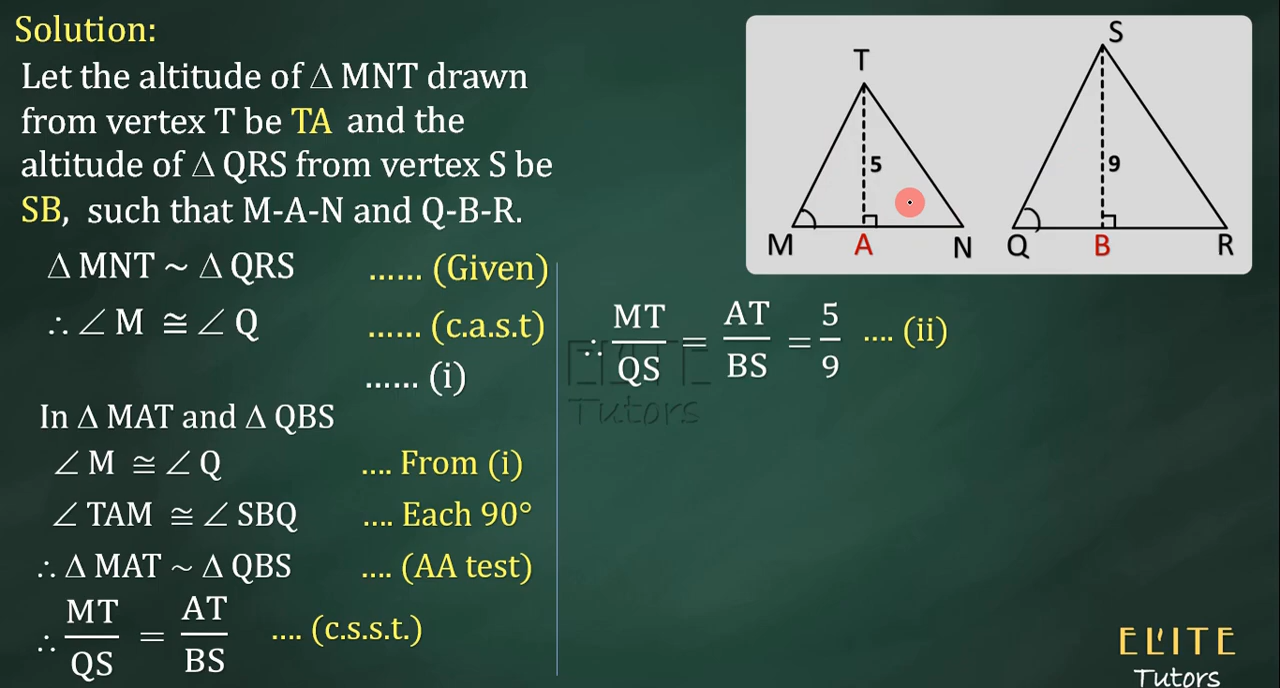 Solution:
Let the altitude of Δ MNT drawn
from vertex T be TA and the
altitude of Δ QRS from vertex S be
SB, such that M-A-N and Q-B-R.
Δ MNT ~ Δ QRS ...... (Given)
∴ ∠ M ≅ ∠ Q ...... (c.a.s.t)
...... (i)
In Δ MAT and Δ QBS
∠ M ≅ ∠ Q .... From (i)
∠ TAM ≅ ∠ SBQ .... Each 90°
∴ Δ MAT ~ Δ QBS .... (AA test)
∴ MT/QS = AT/BS .... (c.s.s.t.)
T
S
5
9
M A N Q B R
∴ MT/QS = AT/BS = 5/9 .... (ii)
ELITE
Tutors
ELITE
Tutors